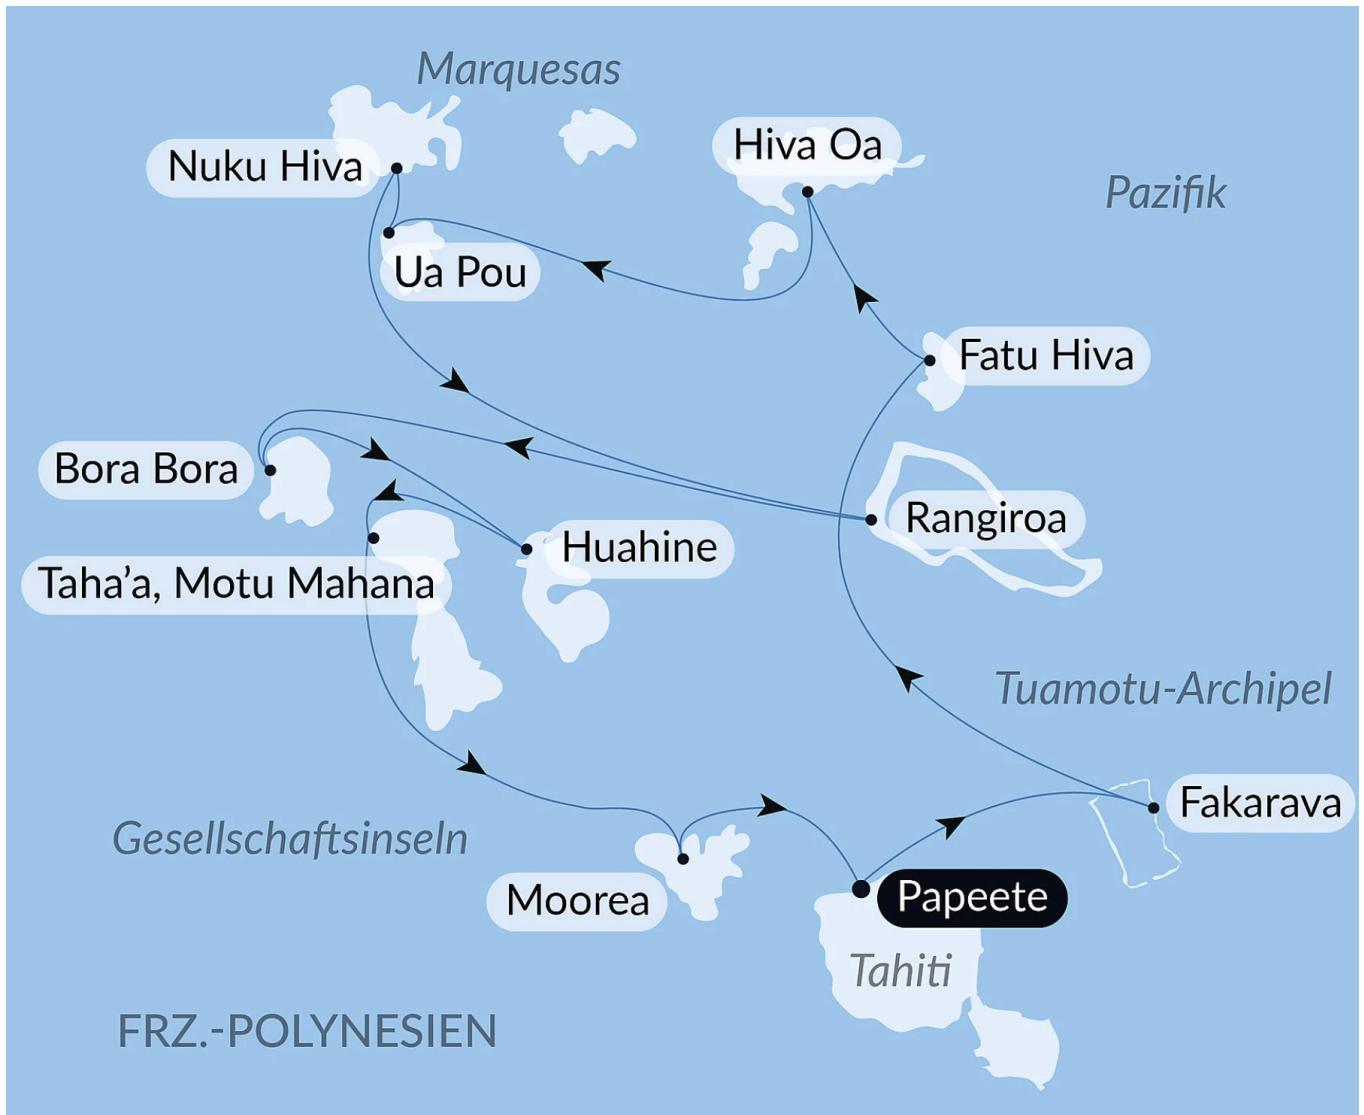 Marquesas
Hiva Oa
Nuku Hiva
Pazifik
Ua Pou
Fatu Hiva
Bora Bora
Rangiroa
Huahine
Taha’a, Motu Mahana
Tuamotu-Archipel
Fakarava
Gesellschaftsinseln
Moorea
Papeete
Tahiti
FRZ.-POLYNESIEN